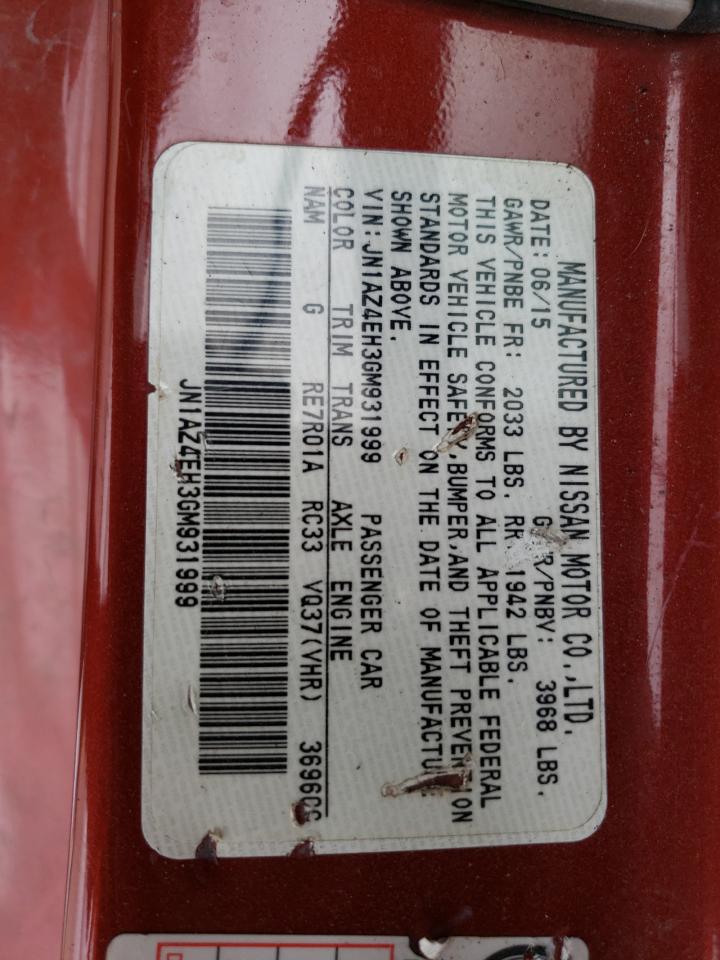 MANUFACTURED BY NISSAN MOTOR CO.,LTD.
DATE: 06/15 GVWR/PNBV: 3968 LBS.
GAWR/PNBE FR: 2033 LBS. RR 1942 LBS.
THIS VEHICLE CONFORMS TO ALL APPLICABLE FEDERAL
MOTOR VEHICLE SAFETY,BUMPER,AND THEFT PREVENTION
STANDARDS IN EFFECT ON THE DATE OF MANUFACTURE
SHOWN ABOVE.
VIN:JN1AZ4EH3GM931999 PASSENGER CAR
COLOR TRIM TRANS AXLE ENGINE
NAM G RE7R01A RC33 VQ37(VHR) 3696CC
JN1AZ4EH3GM931999